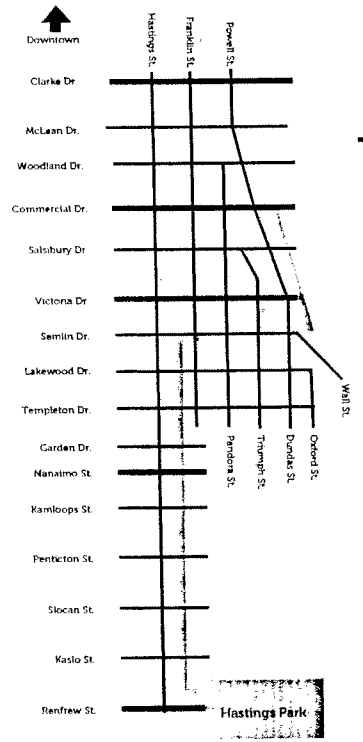 Downtown
Hastings St.
Franklin St.
Powell St.
Clarke Dr
McLean Dr.
Woodland Dr.
Commercial Dr.
Salsbury Dr
Victoria Dr
Semlin Dr.
Wall St.
Lakewood Dr.
Templeton Dr.
Pandora St.
Triumph St.
Dundas St.
Oxford St.
Garden Dr.
Nanaimo St.
Kamloops St.
Penticton St.
Slocan St.
Kaslo St.
Renfrew St.
Hastings Park